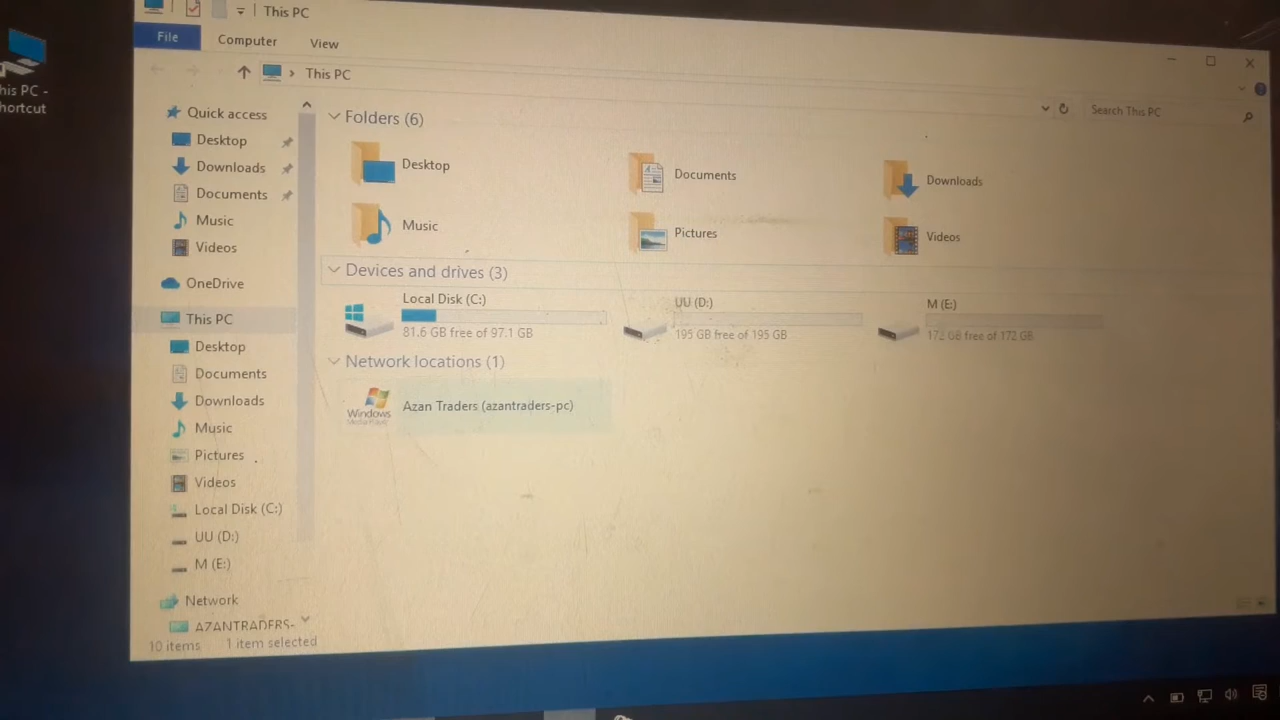 This PC
File
Computer
View
This PC
Search This PC
his PC -
hortcut
Quick access
Desktop
Downloads
Documents
Music
Videos
OneDrive
This PC
Desktop
Documents
Downloads
Music
Pictures
Videos
Local Disk (C:)
UU (D:)
M (E:)
Network
AZANTRADERS-
10 items
1 item selected
Folders (6)
Desktop
Documents
Downloads
Music
Pictures
Videos
Devices and drives (3)
Local Disk (C:)
81.6 GB free of 97.1 GB
UU (D:)
195 GB free of 195 GB
M (E:)
172 GB free of 172 GB
Network locations (1)
Windows
Media Player
Azan Traders (azantraders-pc)